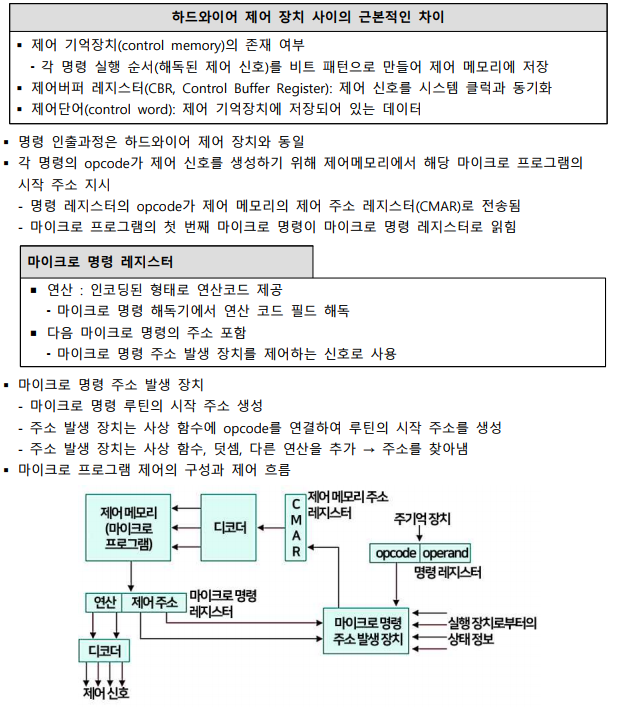 하드와이어 제어 장치 사이의 근본적인 차이
▪ 제어 기억장치(control memory)의 존재 여부
- 각 명령 실행 순서(해독된 제어 신호)를 비트 패턴으로 만들어 제어 메모리에 저장
▪ 제어버퍼 레지스터(CBR, Control Buffer Register): 제어 신호를 시스템 클럭과 동기화
▪ 제어단어(control word): 제어 기억장치에 저장되어 있는 데이터
▪ 명령 인출과정은 하드와이어 제어 장치와 동일
▪ 각 명령의 opcode가 제어 신호를 생성하기 위해 제어메모리에서 해당 마이크로 프로그램의
시작 주소 지시
- 명령 레지스터의 opcode가 제어 메모리의 제어 주소 레지스터(CMAR)로 전송됨
- 마이크로 프로그램의 첫 번째 마이크로 명령이 마이크로 명령 레지스터로 읽힘
마이크로 명령 레지스터
▪ 연산 : 인코딩된 형태로 연산코드 제공
- 마이크로 명령 해독기에서 연산 코드 필드 해독
▪ 다음 마이크로 명령의 주소 포함
- 마이크로 명령 주소 발생 장치를 제어하는 신호로 사용
▪ 마이크로 명령 주소 발생 장치
- 마이크로 명령 루틴의 시작 주소 생성
- 주소 발생 장치는 사상 함수에 opcode를 연결하여 루틴의 시작 주소를 생성
- 주소 발생 장치는 사상 함수, 덧셈, 다른 연산을 추가 → 주소를 찾아냄
▪ 마이크로 프로그램 제어의 구성과 제어 흐름
제어 메모리
(마이크로
프로그램)
디코더
C
M
A
R
제어 메모리 주소
레지스터
주기억 장치
opcode operand
명령 레지스터
연산 제어 주소
마이크로 명령
레지스터
마이크로 명령
주소 발생 장치
실행 장치로부터의
상태 정보
디코더
제어 신호